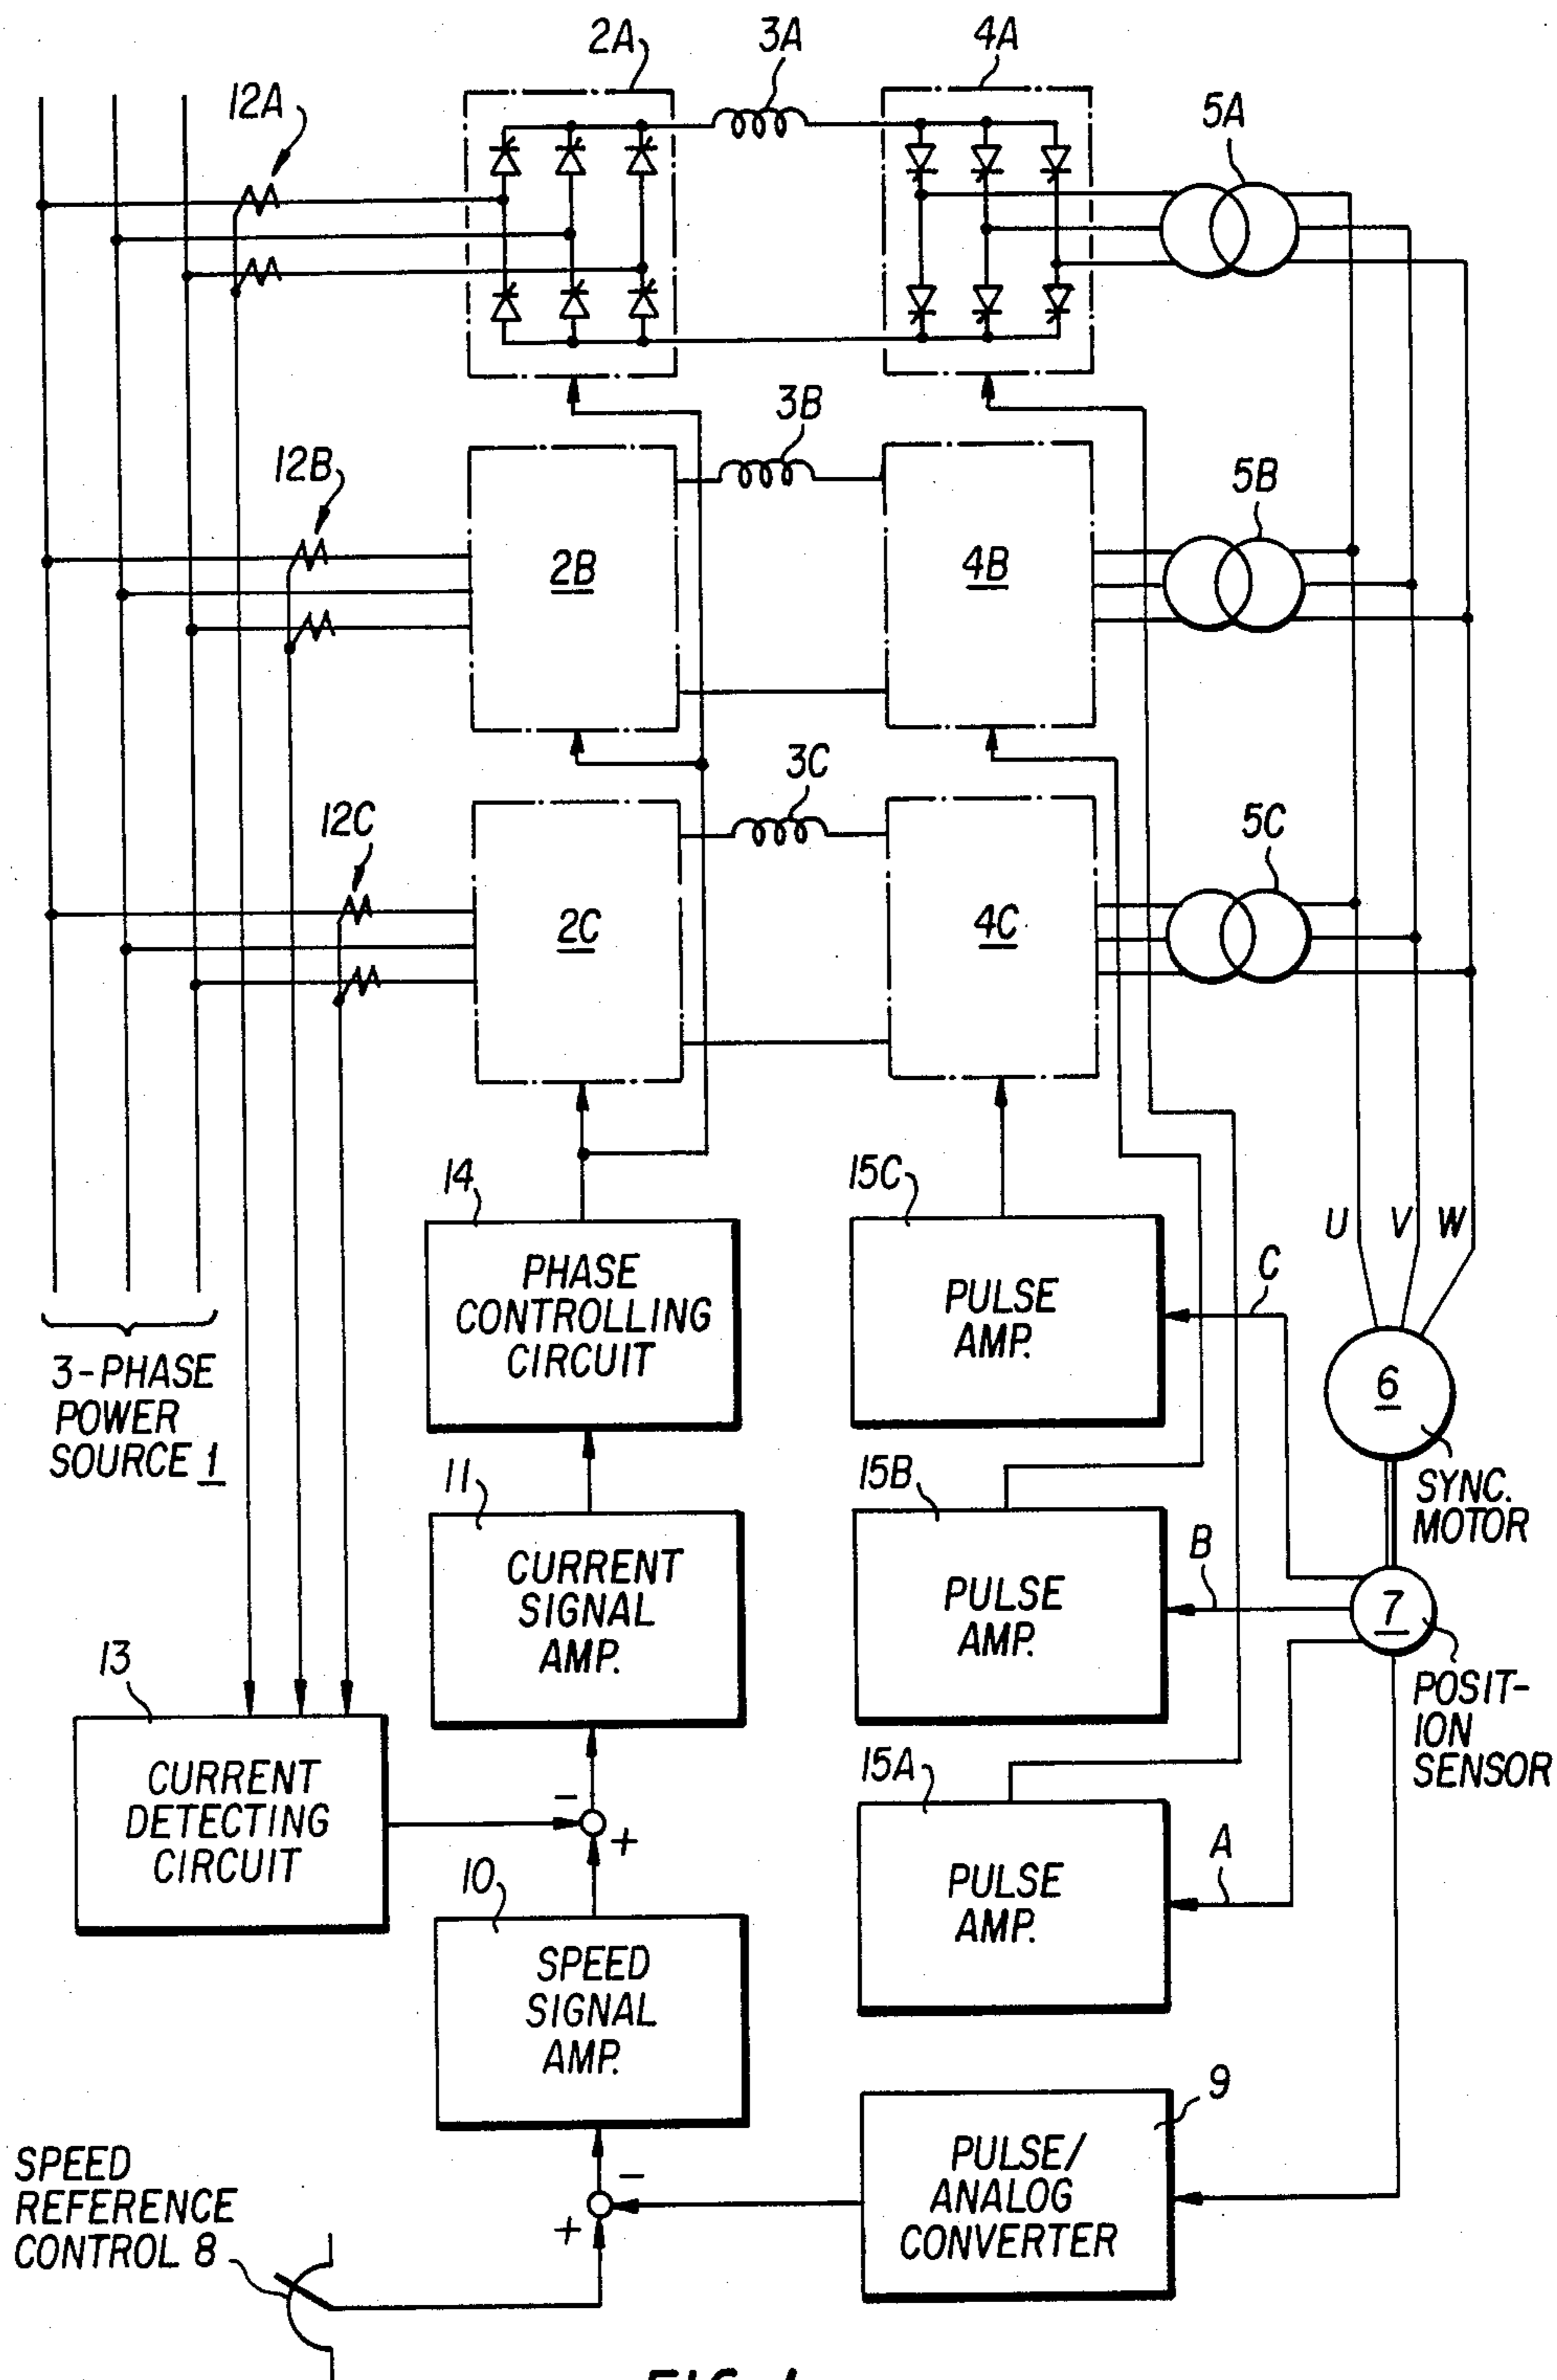 2A
3A
4A
12A
5A
3B
12B
5B
2B
4B
3C
12C
5C
2C
4C
14
15C
U V W
C
PHASE
CONTROLLING
CIRCUIT
PULSE
AMP.
3-PHASE
POWER
SOURCE 1
6
11
15B
SYNC.
MOTOR
B
CURRENT
SIGNAL
AMP.
PULSE
AMP.
7
13
15A
POSIT-
ION
SENSOR
CURRENT
DETECTING
CIRCUIT
-
+
A
10
PULSE
AMP.
SPEED
SIGNAL
AMP.
9
SPEED
REFERENCE
CONTROL 8
-
+
PULSE/
ANALOG
CONVERTER